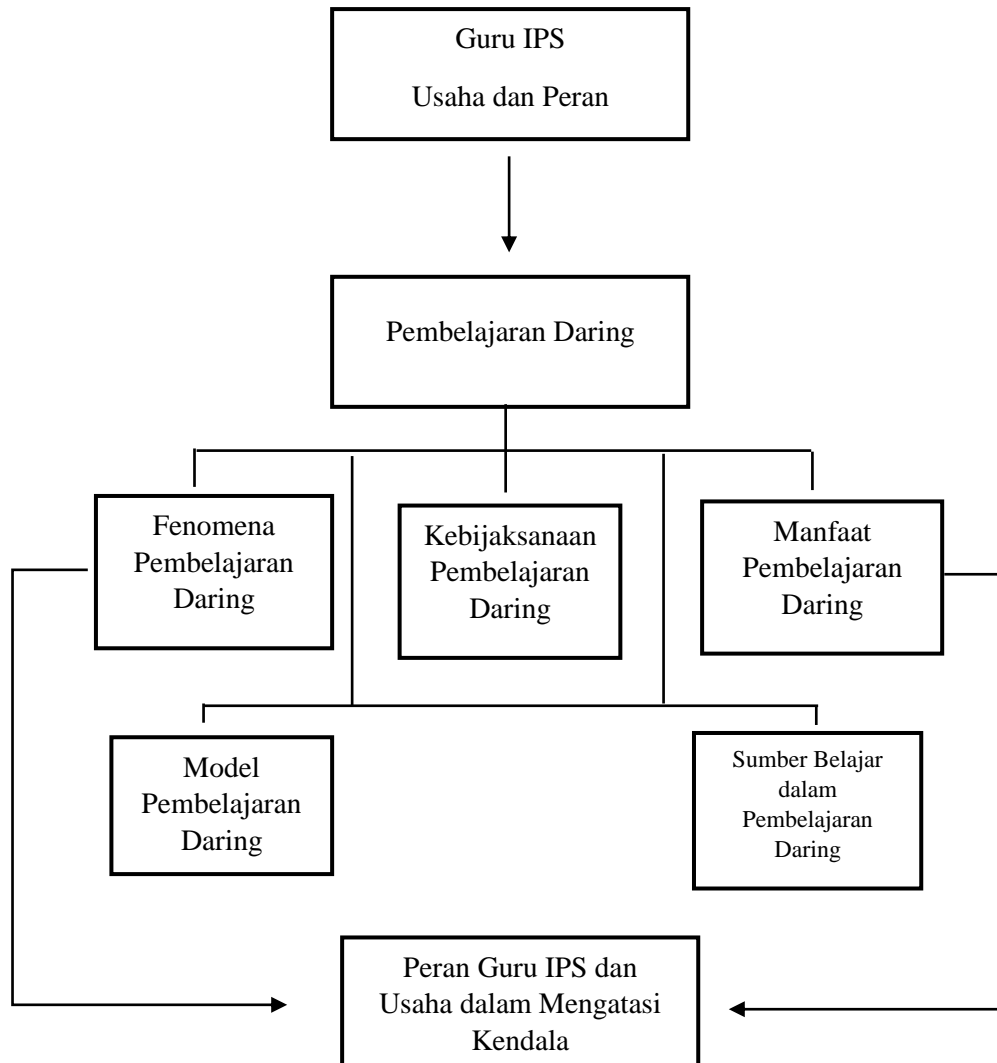 Guru IPS
Usaha dan Peran
Pembelajaran Daring
Fenomena
Pembelajaran
Daring
Kebijaksanaan
Pembelajaran
Daring
Manfaat
Pembelajaran
Daring
Model
Pembelajaran
Daring
Sumber Belajar
dalam
Pembelajaran
Daring
Peran Guru IPS dan
Usaha dalam Mengatasi
Kendala